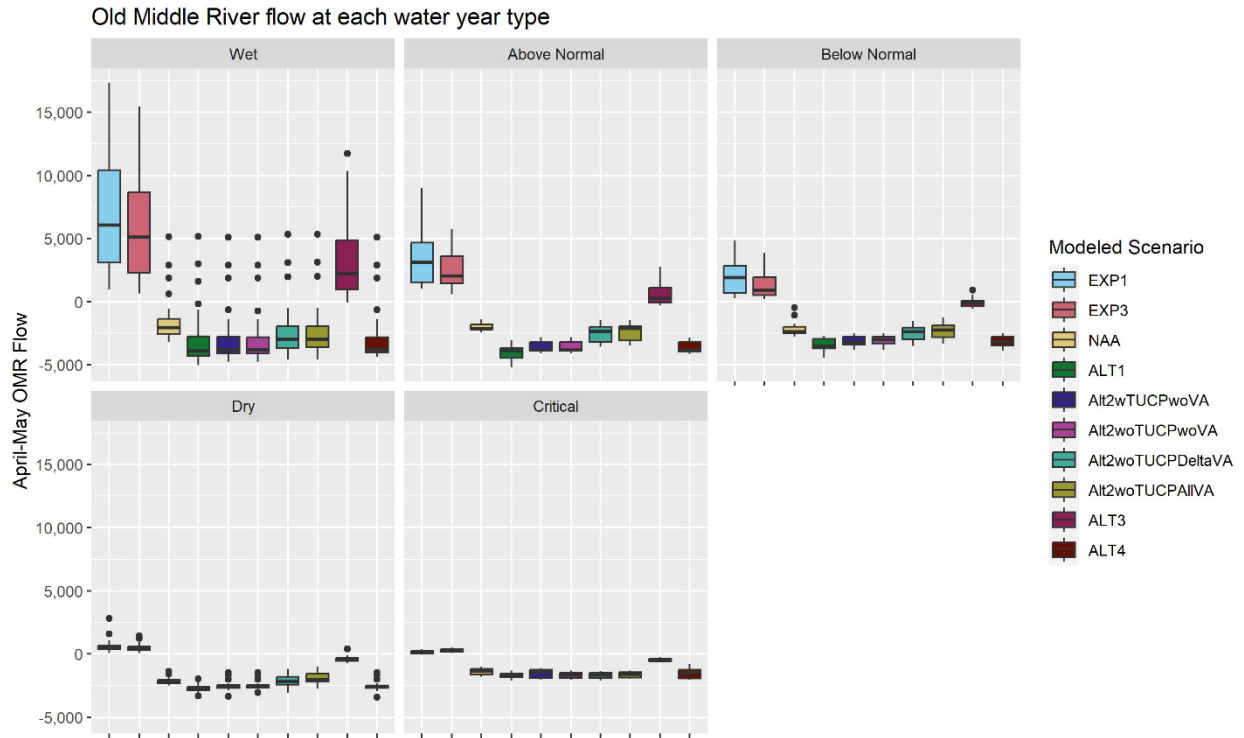 Old Middle River flow at each water year type
Wet
Above Normal
Below Normal
15,000
10,000
5,000
0
-5,000
Dry
Critical
15,000
10,000
5,000
0
-5,000
April-May OMR Flow
Modeled Scenario
EXP1
EXP3
NAA
ALT1
Alt2wTUCPwoVA
Alt2woTUCPwoVA
Alt2woTUCPDeltaVA
Alt2woTUCPAllVA
ALT3
ALT4